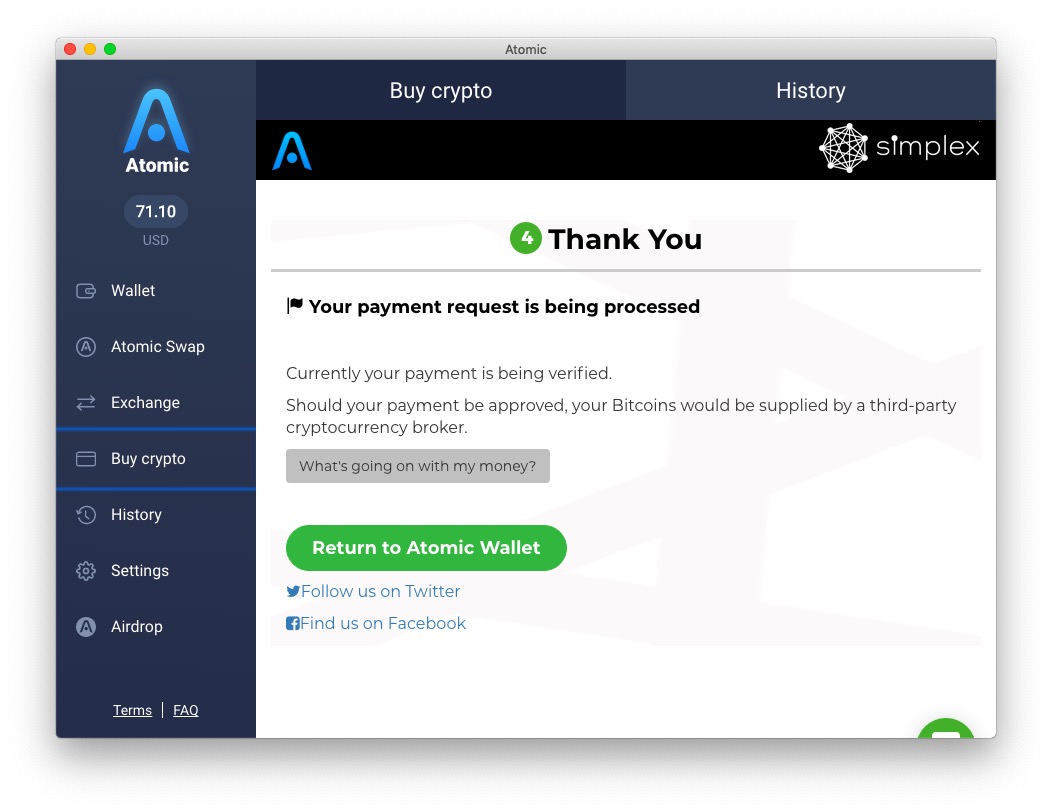 Atomic
Atomic
71.10
USD
Wallet
Atomic Swap
Exchange
Buy crypto
History
Settings
Airdrop
Terms | FAQ
Buy crypto
History
simplex
4 Thank You
Your payment request is being processed
Currently your payment is being verified.
Should your payment be approved, your Bitcoins would be supplied by a third-party
cryptocurrency broker.
What's going on with my money?
Return to Atomic Wallet
Follow us on Twitter
Find us on Facebook